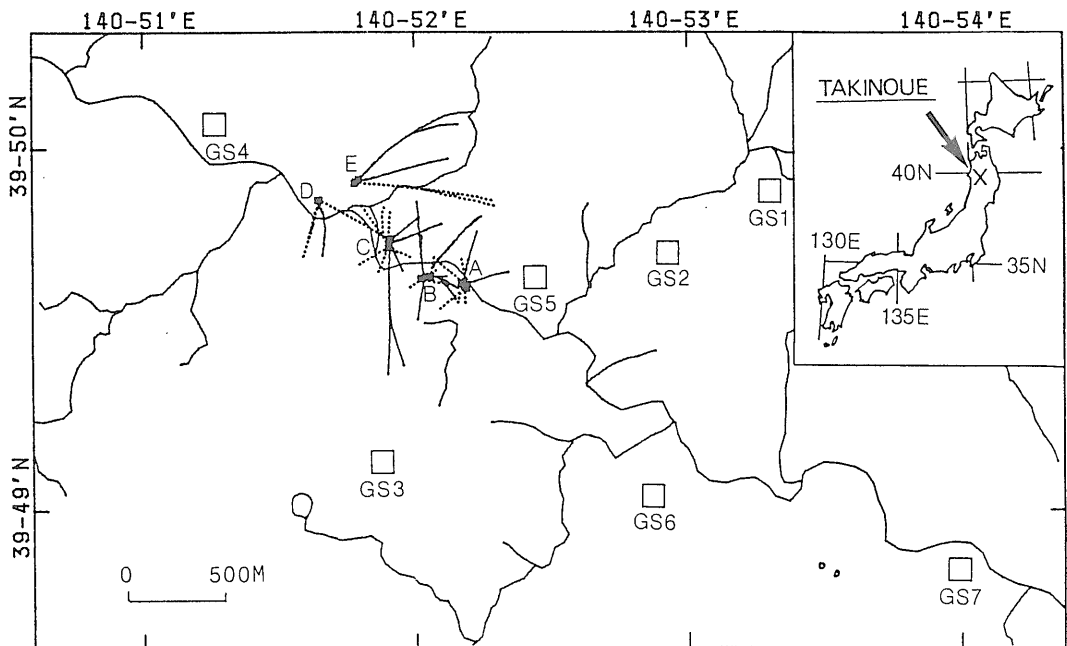 140-51'E 140-52'E 140-53'E 140-54'E
39-50'N
39-49'N
GS4
E
D
C
B
A
GS5
GS2
GS1
GS3
GS6
GS7
0 500M
TAKINOUE
40N
X
130E
35N
135E